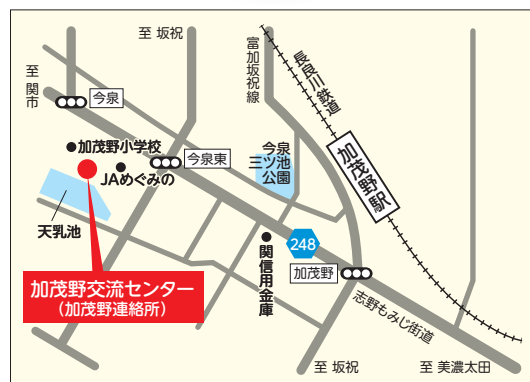 至 坂祝
富加坂祝線
長良川鉄道
至 関市
今泉
加茂野小学校
今泉東
JAめぐみの
今泉
三ツ池
公園
加茂野駅
天乳池
248
関信用金庫
加茂野
加茂野交流センター
(加茂野連絡所)
志野もみじ街道
至 坂祝
至 美濃太田